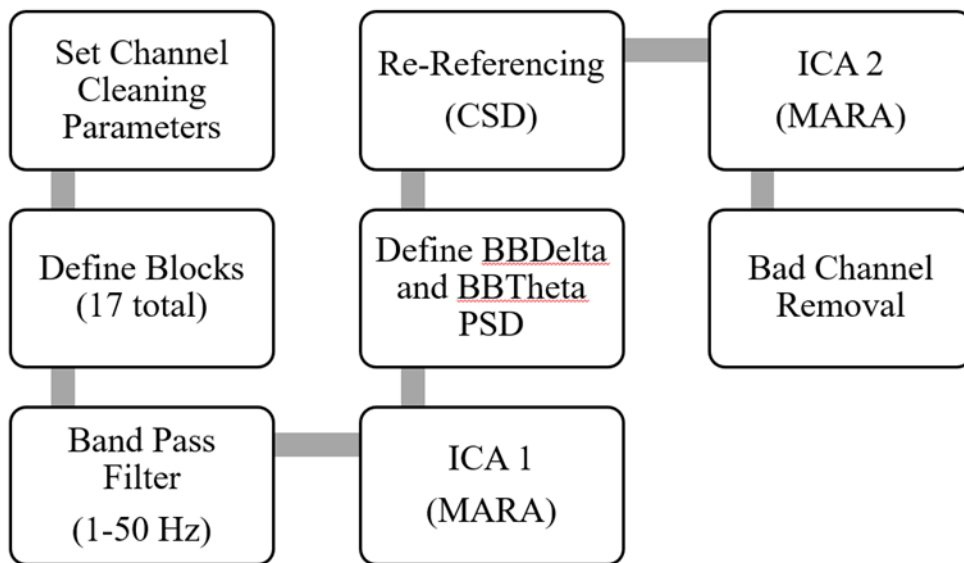 Set Channel
Cleaning
Parameters
Define Blocks
(17 total)
Band Pass
Filter
(1-50 Hz)
ICA 1
(MARA)
Define BBDelta
and BBTheta
PSD
Re-Referencing
(CSD)
ICA 2
(MARA)
Bad Channel
Removal